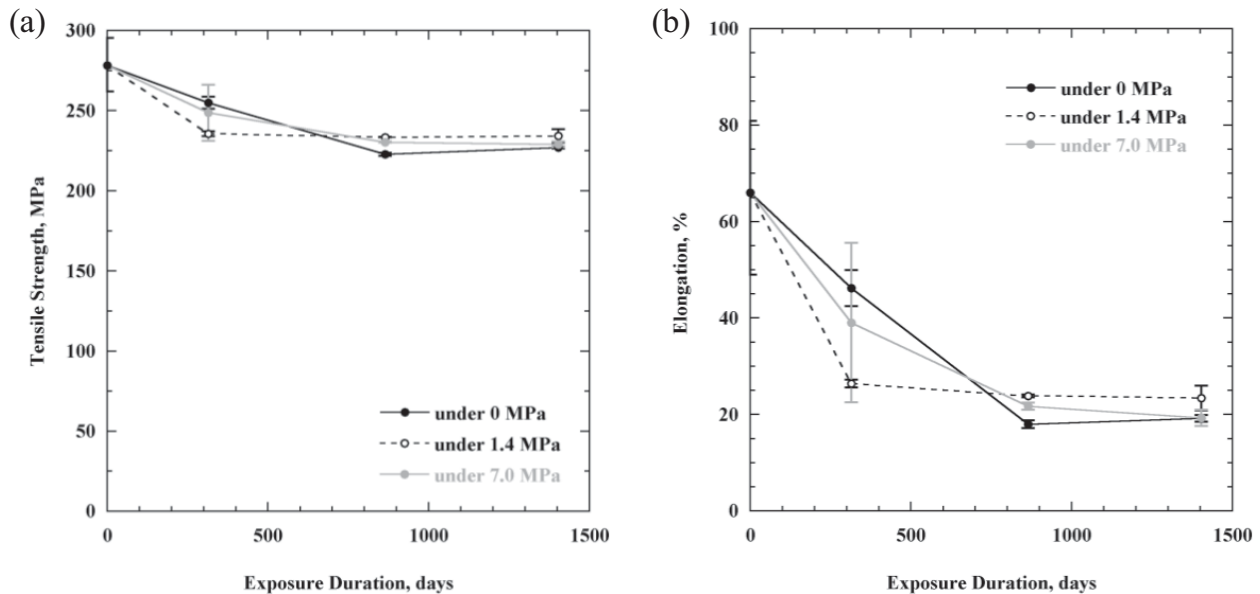 (a)
300
250
200
150
100
50
0
Tensile Strength, MPa
under 0 MPa
under 1.4 MPa
under 7.0 MPa
0 500 1000 1500
Exposure Duration, days
(b)
100
80
60
40
20
0
Elongation, %
under 0 MPa
under 1.4 MPa
under 7.0 MPa
0 500 1000 1500
Exposure Duration, days